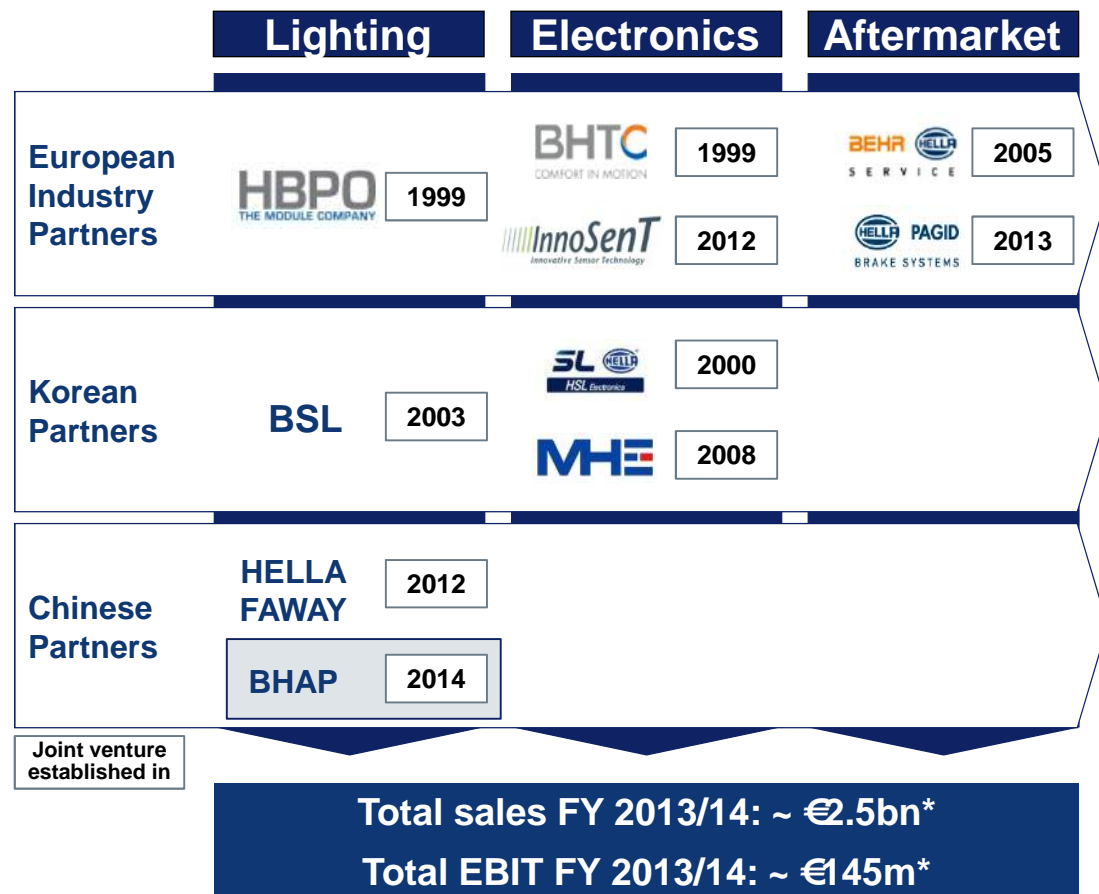 Lighting
Electronics
Aftermarket
European
Industry
Partners
HBPO
THE MODULE COMPANY
1999
BHTC
COMFORT IN MOTION
1999
InnoSenT
Innovative Sensor Technology
2012
BEHR HELLA
SERVICE
2005
HELLA PAGID
BRAKE SYSTEMS
2013
Korean
Partners
BSL
2003
SL HELLA
HSL Electronics
2000
MHE
2008
Chinese
Partners
HELLA
FAWAY
2012
BHAP
2014
Joint venture
established in
Total sales FY 2013/14: ~ €2.5bn*
Total EBIT FY 2013/14: ~ €145m*